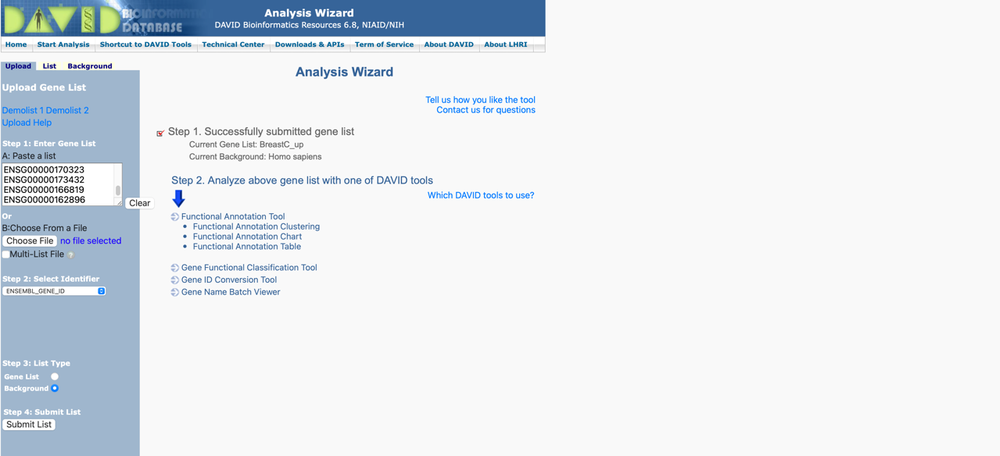 DAVID BIOINFORMATICS DATABASE
Analysis Wizard
DAVID Bioinformatics Resources 6.8, NIAID/NIH
Home Start Analysis Shortcut to DAVID Tools Technical Center Downloads & APIs Term of Service About DAVID About LHRI
Upload List Background
Upload Gene List
Demolist 1 Demolist 2
Upload Help
Step 1: Enter Gene List
A: Paste a list
ENSG00000170323
ENSG00000173432
ENSG00000166819
ENSG00000162896
Clear
Or
B:Choose From a File
Choose File no file selected
Multi-List File
Step 2: Select Identifier
ENSEMBL_GENE_ID
Step 3: List Type
Gene List
Background
Step 4: Submit List
Submit List
Analysis Wizard
Tell us how you like the tool
Contact us for questions
Step 1. Successfully submitted gene list
Current Gene List: BreastC_up
Current Background: Homo sapiens
Step 2. Analyze above gene list with one of DAVID tools
Which DAVID tools to use?
Functional Annotation Tool
Functional Annotation Clustering
Functional Annotation Chart
Functional Annotation Table
Gene Functional Classification Tool
Gene ID Conversion Tool
Gene Name Batch Viewer